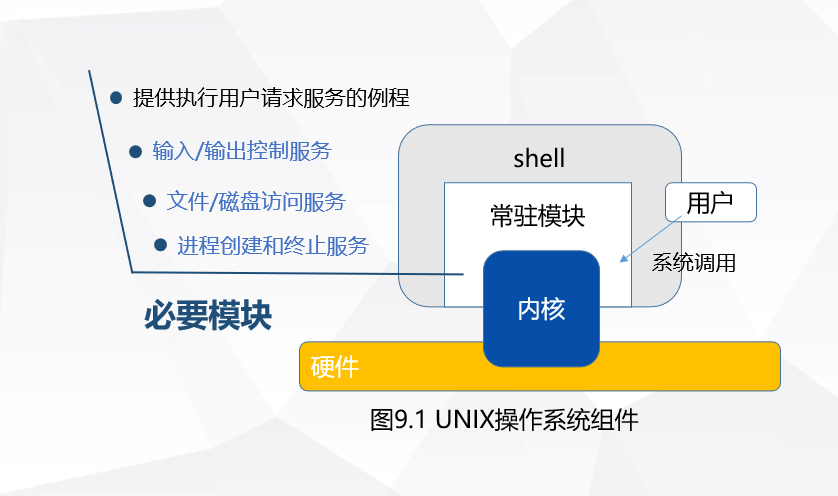 提供执行用户请求服务的例程
输入/输出控制服务
文件/磁盘访问服务
进程创建和终止服务
必要模块
shell
常驻模块
用户
系统调用
内核
硬件
图9.1 UNIX操作系统组件